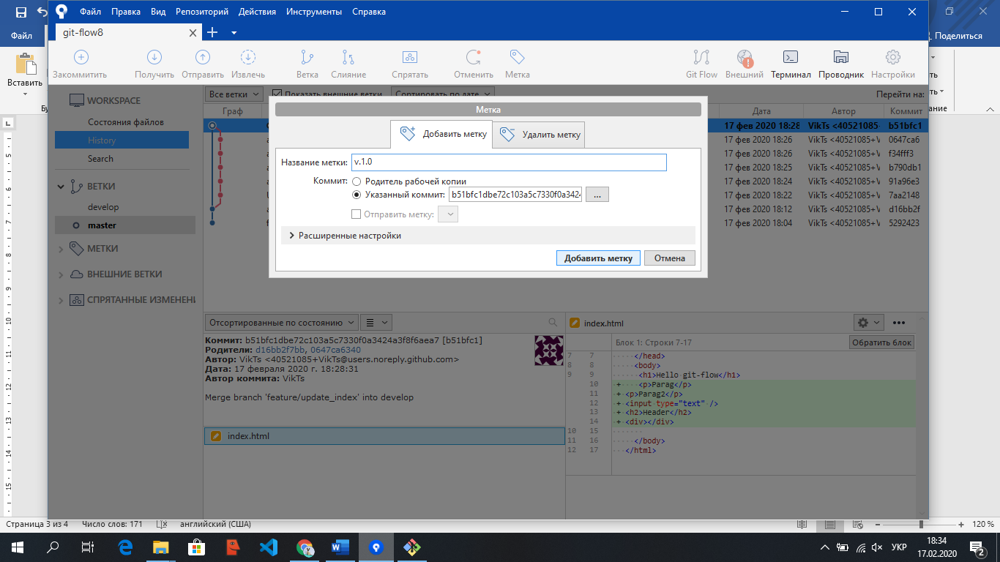 Файл Правка Вид Репозиторий Действия Инструменты Справка
Файл git-flow8 Поделиться
Вставить Закоммитить Получить Отправить Извлечь Ветка Слияние Спрятать Отменить Метка Git Flow Внешний Терминал Проводник Настройки
WORKSPACE
Состояния файлов
History
Search
ВЕТКИ
develop
master
МЕТКИ
ВНЕШНИЕ ВЕТКИ
СПРЯТАННЫЕ ИЗМЕНЕНИ
Все ветки Показать внешние ветки Сортировать по дате Перейти на:
Граф Дата Автор Коммит
17 фев 2020 18:28 VikTs <40521085- b51bfc1
17 фев 2020 18:26 VikTs <40521085+V 0647ca6
17 фев 2020 18:26 VikTs <40521085+V f34fff3
17 фев 2020 18:25 VikTs <40521085+V b790db1
17 фев 2020 18:24 VikTs <40521085+V 91a96e3
17 фев 2020 18:22 VikTs <40521085+V 7aa2148
17 фев 2020 18:12 VikTs <40521085+V d16bb2f
17 фев 2020 18:04 VikTs <40521085+V 5292423
Метка
Добавить метку Удалить метку
Название метки: v.1.0
Коммит: Родитель рабочей копии
Указанный коммит: b51bfc1dbe72c103a5c7330f0a3424 ...
Отправить метку:
Расширенные настройки
Добавить метку Отмена
Отсортированные по состоянию
Коммит: b51bfc1dbe72c103a5c7330f0a3424a3f8f6aea7 [b51bfc1]
Родители: d16bb2f7bb, 0647ca6340
Автор: VikTs <40521085+VikTs@users.noreply.github.com>
Дата: 17 февраля 2020 г. 18:28:31
Автор коммита: VikTs
Merge branch 'feature/update_index' into develop
index.html
index.html
Блок 1: Строки 7-17 Обратить блок
7 7 </head>
8 8 <body>
9 9 <h1>Hello git-flow</h1>
10 + <p>Parag</p>
11 + <p>Parag2</p>
12 + <input type="text" />
13 + <h2>Header</h2>
14 + <div></div>
10 15
11 16 </body>
12 17 </html>
Страница 3 из 4 Число слов: 171 английский (США) 120 %
УКР 18:34
17.02.2020
2